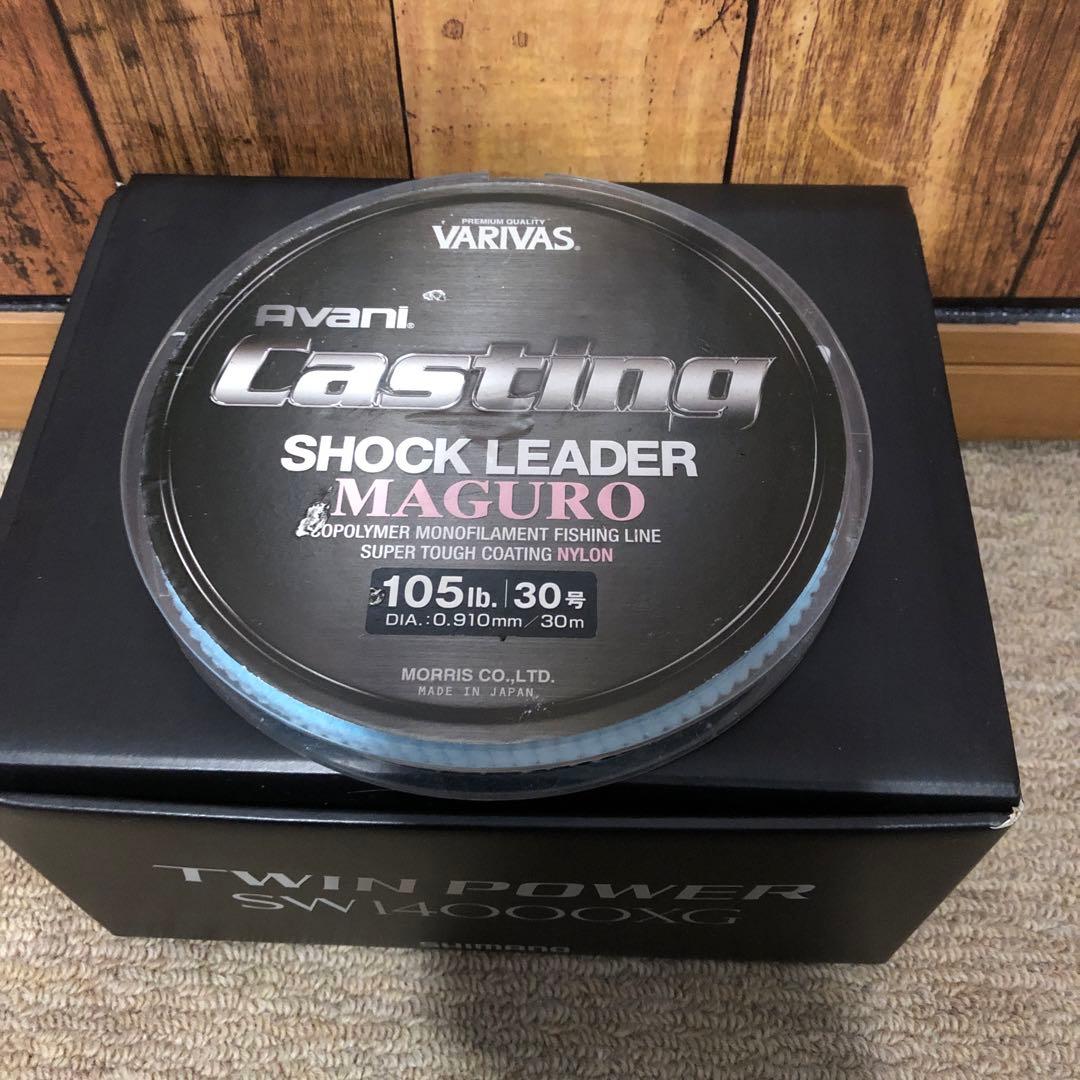 PREMIUM QUALITY
VARIVAS®
Avani®
Casting
SHOCK LEADER
MAGURO
OPOLYMER MONOFILAMENT FISHING LINE
SUPER TOUGH COATING NYLON
105lb. 30号
DIA.:0.910mm/30m
MORRIS CO.,LTD.
MADE IN JAPAN
TWIN POWER
SW14000XG
SHIMANO